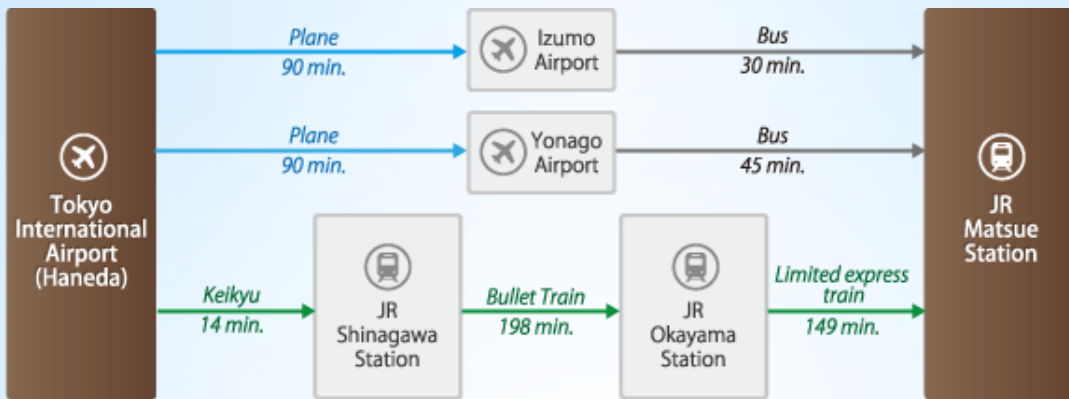 Plane
90 min.
Izumo
Airport
Bus
30 min.
Plane
90 min.
Yonago
Airport
Bus
45 min.
Tokyo
International
Airport
(Haneda)
JR
Matsue
Station
Keikyu
14 min.
JR
Shinagawa
Station
Bullet Train
198 min.
JR
Okayama
Station
Limited express
train
149 min.